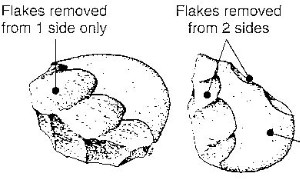 Flakes removed
from 1 side only
Flakes removed
from 2 sides